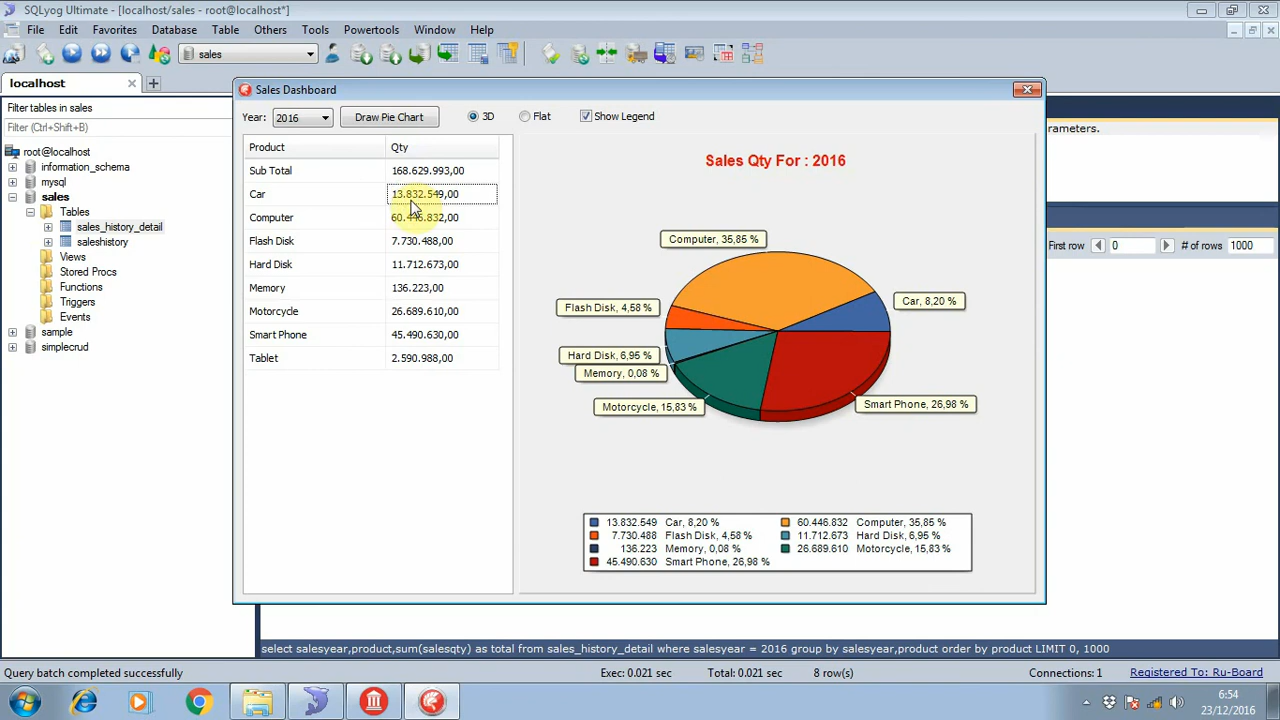 SQLyog Ultimate - [localhost/sales - root@localhost*]
File Edit Favorites Database Table Others Tools Powertools Window Help
sales
localhost
Filter tables in sales
Filter (Ctrl+Shift+B)
root@localhost
information_schema
mysql
sales
Tables
sales_history_detail
saleshistory
Views
Stored Procs
Functions
Triggers
Events
sample
simplecrud
Sales Dashboard
Year: 2016 Draw Pie Chart 3D Flat Show Legend
Product Qty
Sub Total 168.629.993,00
Car 13.832.549,00
Computer 60.446.832,00
Flash Disk 7.730.488,00
Hard Disk 11.712.673,00
Memory 136.223,00
Motorcycle 26.689.610,00
Smart Phone 45.490.630,00
Tablet 2.590.988,00
Sales Qty For : 2016
Computer, 35,85 %
Car, 8,20 %
Flash Disk, 4,58 %
Hard Disk, 6,95 %
Memory, 0,08 %
Motorcycle, 15,83 %
Smart Phone, 26,98 %
13.832.549 Car, 8,20 % 60.446.832 Computer, 35,85 %
7.730.488 Flash Disk, 4,58 % 11.712.673 Hard Disk, 6,95 %
136.223 Memory, 0,08 % 26.689.610 Motorcycle, 15,83 %
45.490.630 Smart Phone, 26,98 %
rameters.
First row 0 # of rows 1000
select salesyear,product,sum(salesqty) as total from sales_history_detail where salesyear = 2016 group by salesyear,product order by product LIMIT 0, 1000
Query batch completed successfully Exec: 0.021 sec Total: 0.021 sec 8 row(s) Connections: 1 Registered To: Ru-Board
6:54
23/12/2016